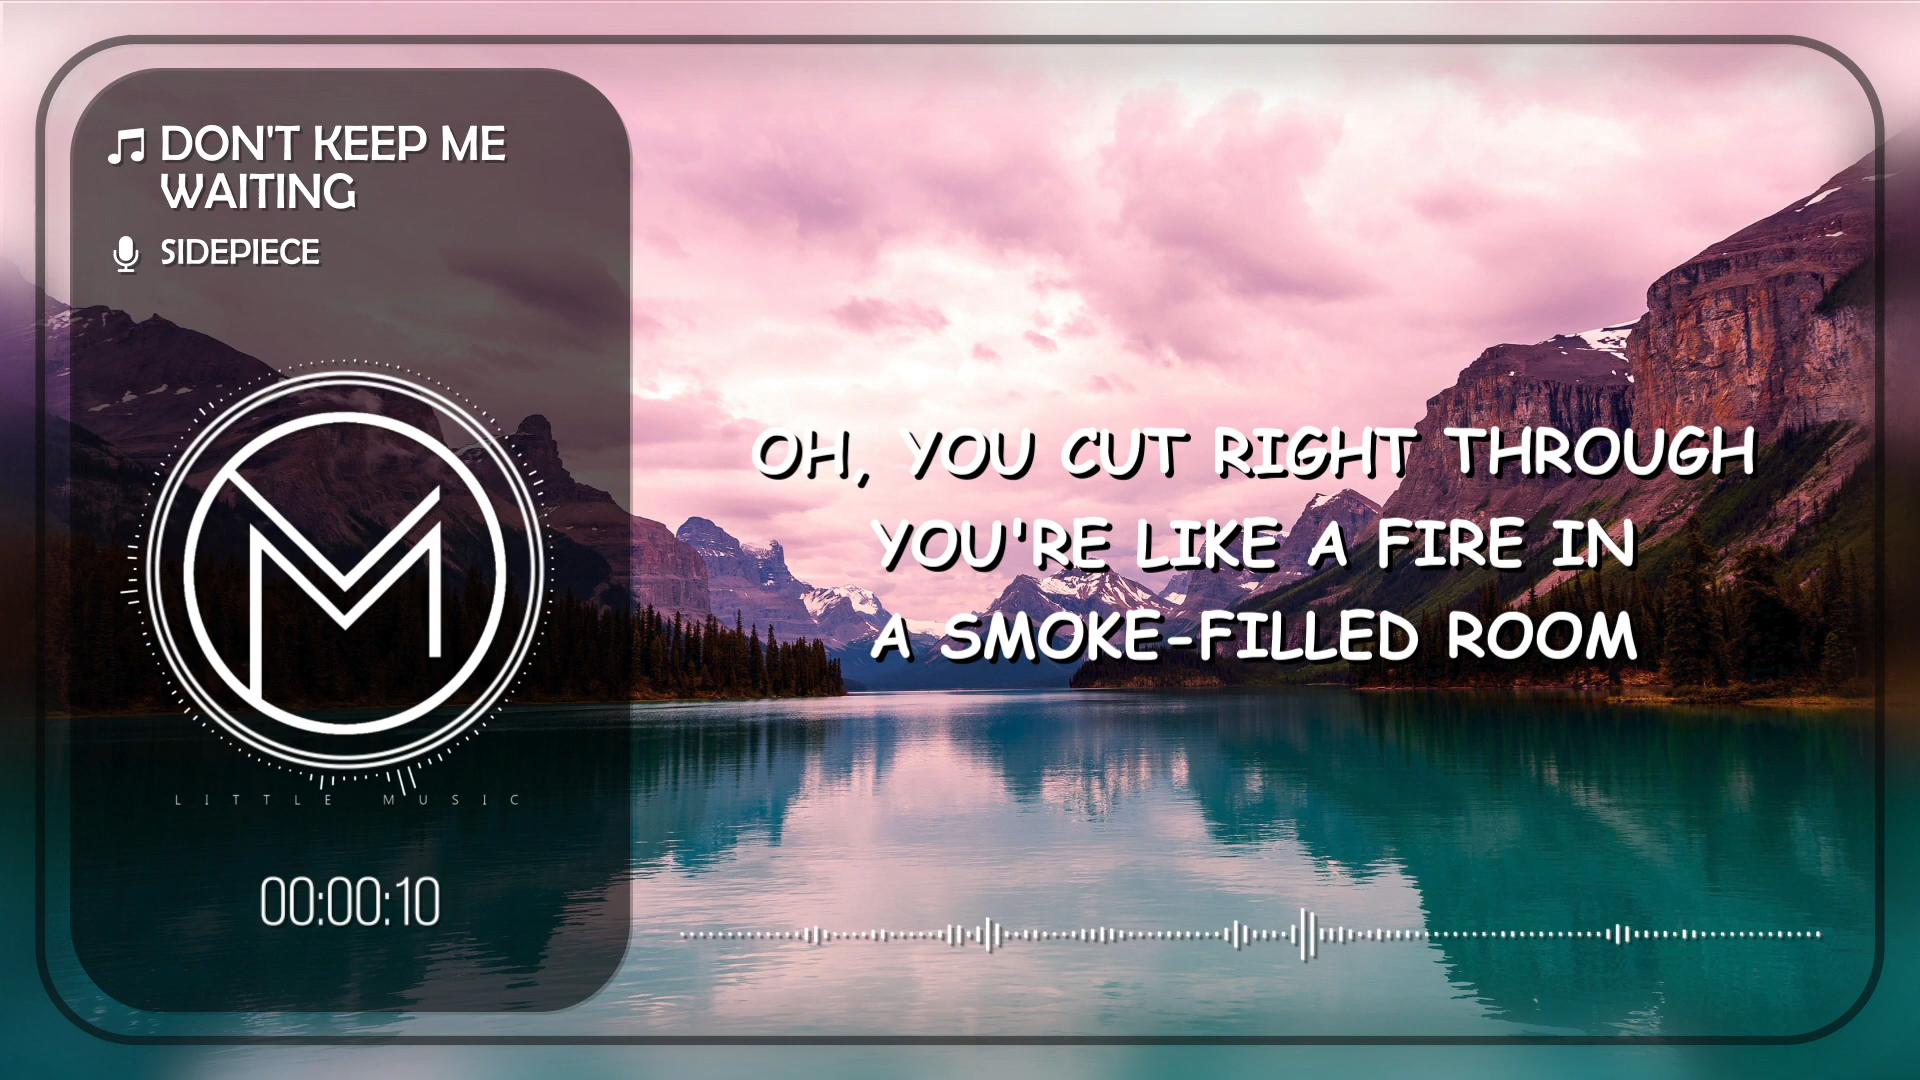 DON'T KEEP ME
WAITING
SIDEPIECE
LITTLE MUSIC
00:00:10
OH, YOU CUT RIGHT THROUGH
YOU'RE LIKE A FIRE IN
A SMOKE-FILLED ROOM